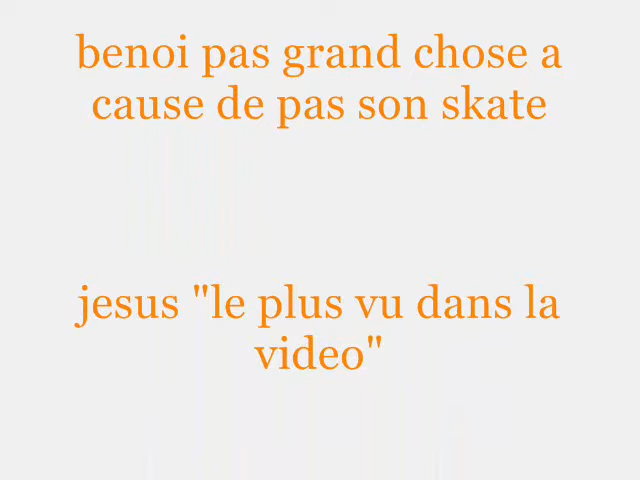 benoi pas grand chose a
cause de pas son skate
jesus "le plus vu dans la
video"